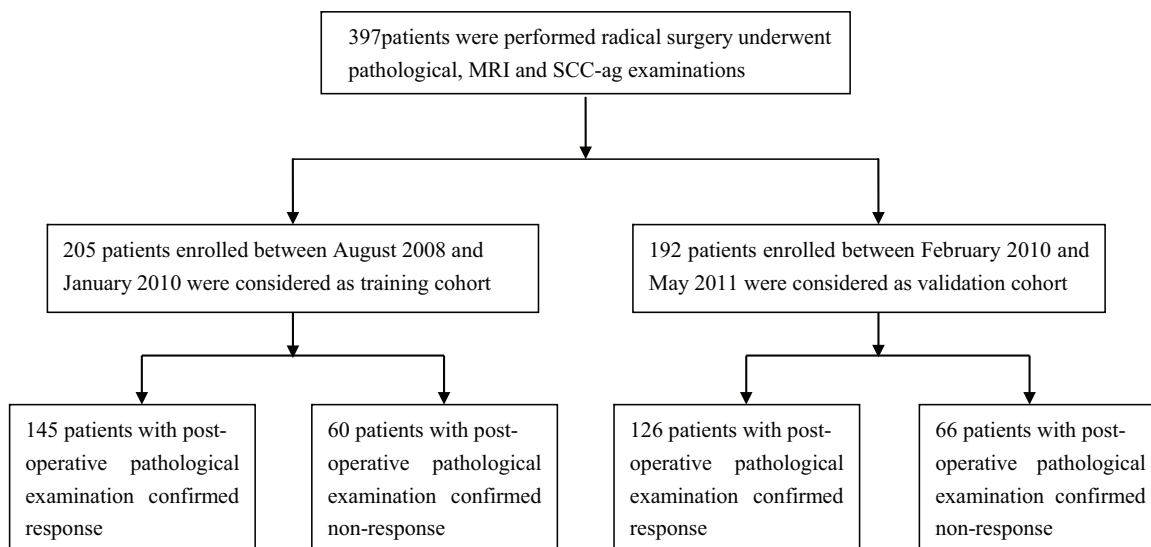 397patients were performed radical surgery underwent
pathological, MRI and SCC-ag examinations
205 patients enrolled between August 2008 and
January 2010 were considered as training cohort
192 patients enrolled between February 2010 and
May 2011 were considered as validation cohort
145 patients with post-
operative pathological
examination confirmed
response
60 patients with post-
operative pathological
examination confirmed
non-response
126 patients with post-
operative pathological
examination confirmed
response
66 patients with post-
operative pathological
examination confirmed
non-response